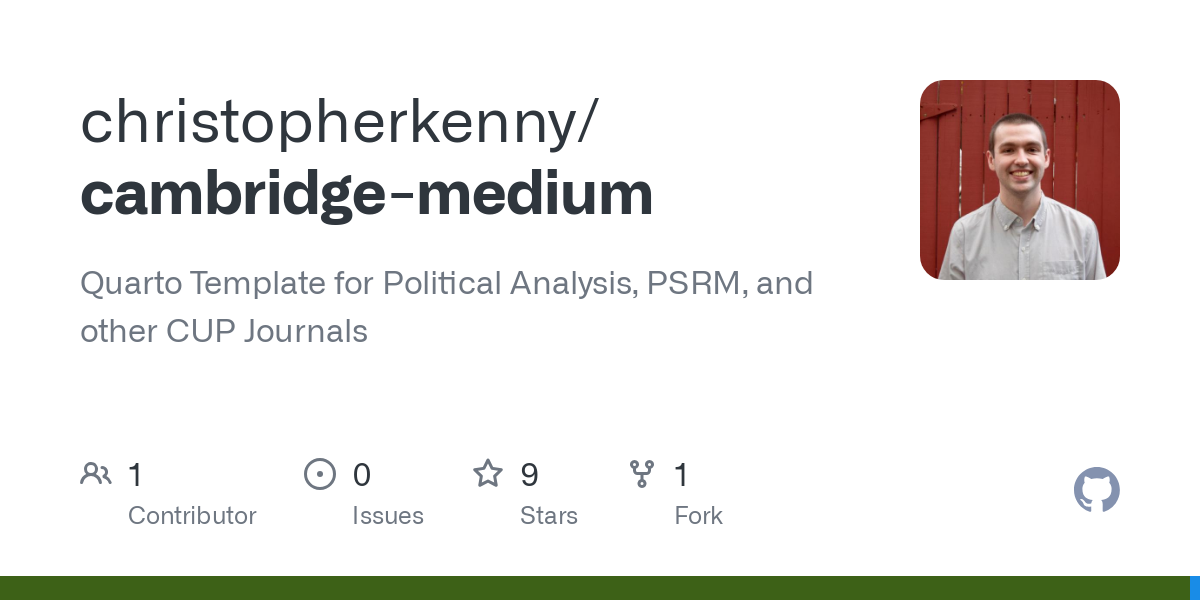 christopherkenny/
cambridge-medium
Quarto Template for Political Analysis, PSRM, and
other CUP Journals
1
Contributor
0
Issues
9
Stars
1
Fork